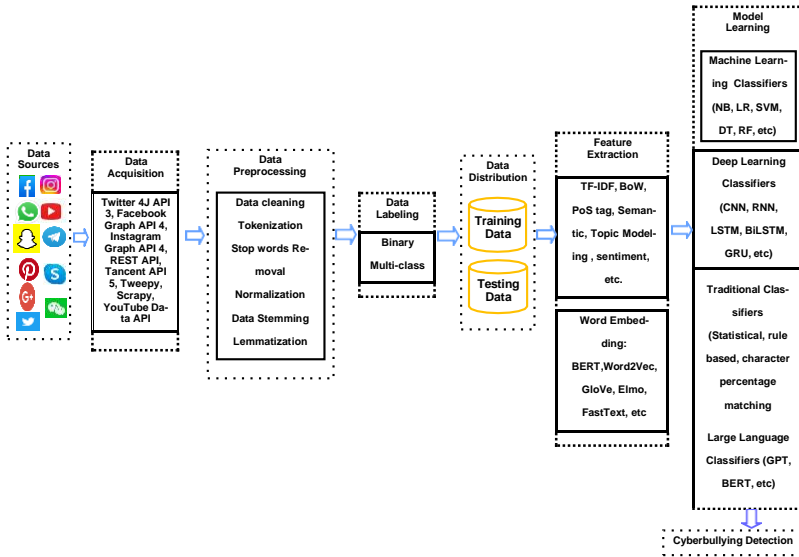 Data
Sources
Data
Acquisition
Twitter 4J API
3, Facebook
Graph API 4,
Instagram
Graph API 4,
REST API,
Tancent API
5, Tweepy,
Scrapy,
YouTube Da-
ta API
Data
Preprocessing
Data cleaning
Tokenization
Stop words Re-
moval
Normalization
Data Stemming
Lemmatization
Data
Labeling
Binary
Multi-class
Data
Distribution
Training
Data
Testing
Data
Feature
Extraction
TF-IDF, BoW,
PoS tag, Seman-
tic, Topic Model-
ing , sentiment,
etc.
Word Embed-
ding:
BERT,Word2Vec,
GloVe, Elmo,
FastText, etc
Model
Learning
Machine Learn-
ing Classifiers
(NB, LR, SVM,
DT, RF, etc)
Deep Learning
Classifiers
(CNN, RNN,
LSTM, BiLSTM,
GRU, etc)
Traditional Clas-
sifiers
(Statistical, rule
based, character
percentage
matching
Large Language
Classifiers (GPT,
BERT, etc)
Cyberbullying Detection